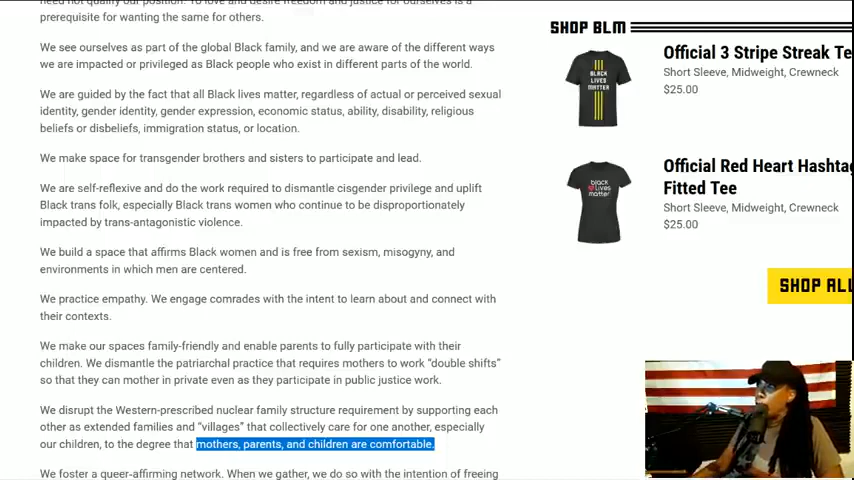 need not qualify our position. To love and desire freedom and justice for ourselves is a
prerequisite for wanting the same for others.
We see ourselves as part of the global Black family, and we are aware of the different ways
we are impacted or privileged as Black people who exist in different parts of the world.
We are guided by the fact that all Black lives matter, regardless of actual or perceived sexual
identity, gender identity, gender expression, economic status, ability, disability, religious
beliefs or disbeliefs, immigration status, or location.
We make space for transgender brothers and sisters to participate and lead.
We are self-reflexive and do the work required to dismantle cisgender privilege and uplift
Black trans folk, especially Black trans women who continue to be disproportionately
impacted by trans-antagonistic violence.
We build a space that affirms Black women and is free from sexism, misogyny, and
environments in which men are centered.
We practice empathy. We engage comrades with the intent to learn about and connect with
their contexts.
We make our spaces family-friendly and enable parents to fully participate with their
children. We dismantle the patriarchal practice that requires mothers to work “double shifts”
so that they can mother in private even as they participate in public justice work.
We disrupt the Western-prescribed nuclear family structure requirement by supporting each
other as extended families and “villages” that collectively care for one another, especially
our children, to the degree that mothers, parents, and children are comfortable.
We foster a queer-affirming network. When we gather, we do so with the intention of freeing
SHOP BLM
BLACK
LIVES
MATTER
Official 3 Stripe Streak Te
Short Sleeve, Midweight, Crewneck
$25.00
black
lives
matter
Official Red Heart Hashtag
Fitted Tee
Short Sleeve, Midweight, Crewneck
$25.00
SHOP ALL